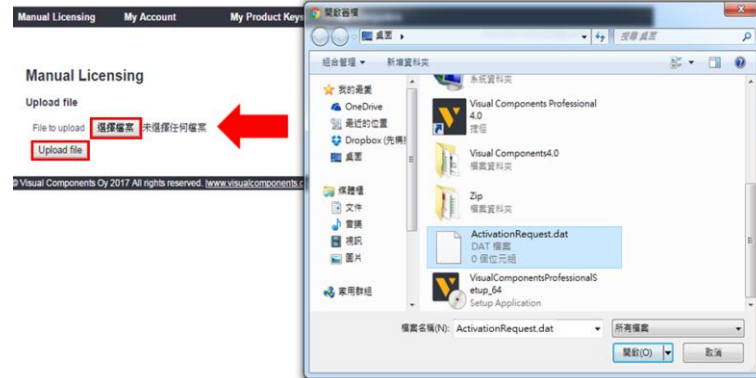 Manual Licensing My Account My Product Keys
Manual Licensing
Upload file
File to upload 選擇檔案 未選擇任何檔案
Upload file
© Visual Components Oy 2017 All rights reserved. |www.visualcomponents.c
開啟舊檔
桌面
搜尋 桌面
組合管理 新增資料夾
我的最愛
OneDrive
最近的位置
Dropbox (先構
桌面
媒體櫃
文件
音樂
視訊
圖片
家用群組
系統資料夾
Visual Components Professional
4.0
捷徑
Visual Components4.0
檔案資料夾
Zip
檔案資料夾
ActivationRequest.dat
DAT 檔案
0 個位元組
VisualComponentsProfessionalS
etup_64
Setup Application
檔案名稱(N): ActivationRequest.dat
所有檔案
開啟(O) 取消